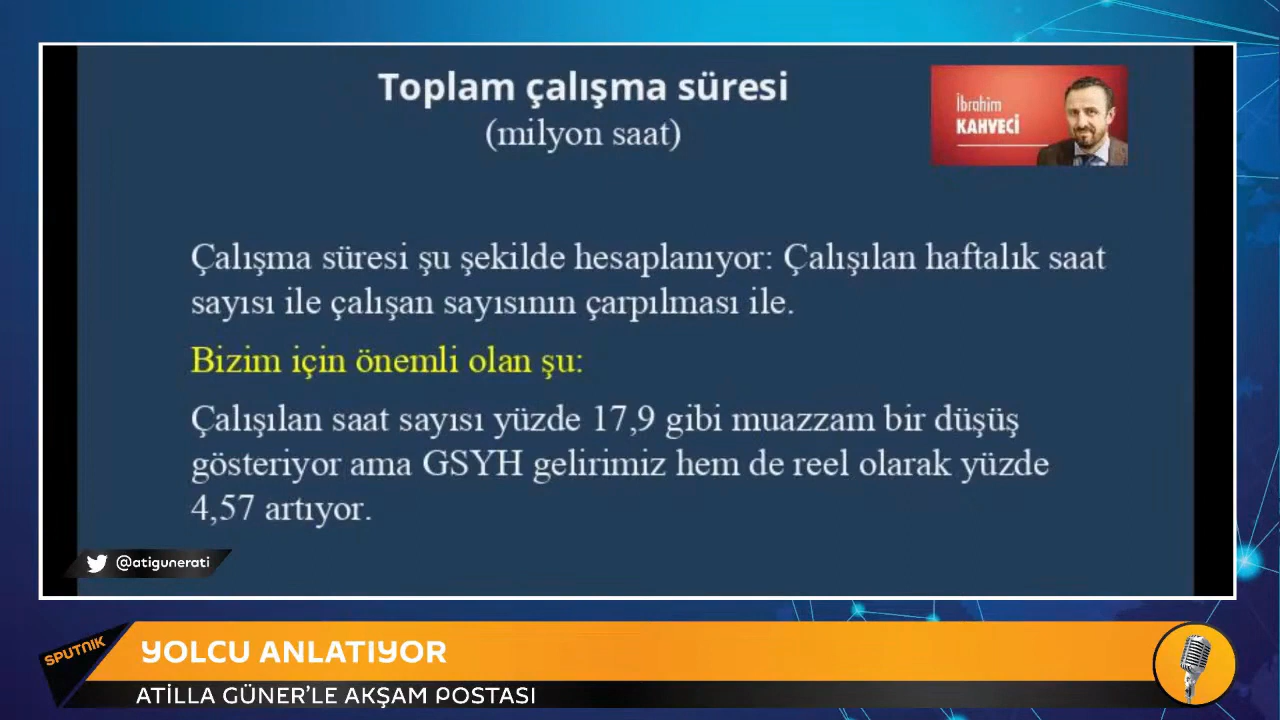 Toplam çalışma süresi
(milyon saat)
İbrahim
KAHVECİ
Çalışma süresi şu şekilde hesaplanıyor: Çalışılan haftalık saat
sayısı ile çalışan sayısının çarpılması ile.
Bizim için önemli olan şu:
Çalışılan saat sayısı yüzde 17,9 gibi muazzam bir düşüş
gösteriyor ama GSYH gelirimiz hem de reel olarak yüzde
4,57 artıyor.
@atigunerati
SPUTNIK
YOLCU ANLATIYOR
ATİLLA GÜNER'LE AKŞAM POSTASI